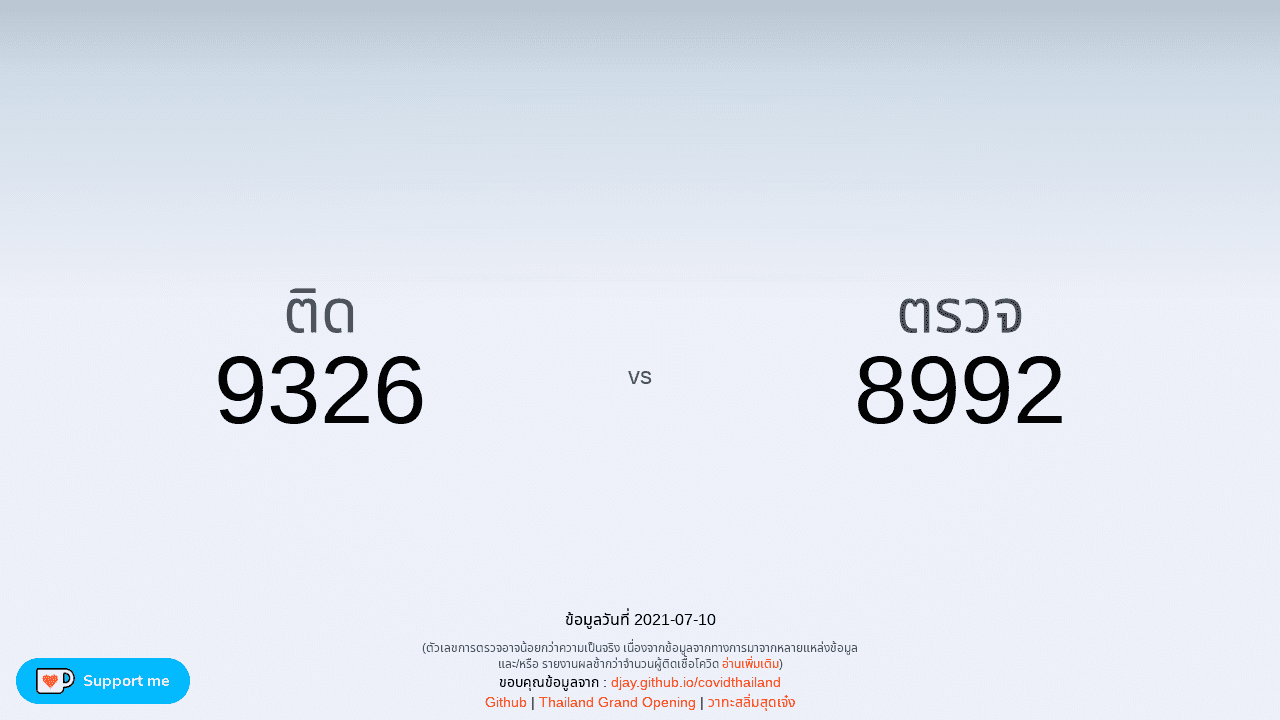 ติด
9326
vs
ตรวจ
8992
ข้อมูลวันที่ 2021-07-10
(ตัวเลขการตรวจอาจน้อยกว่าความเป็นจริง เนื่องจากข้อมูลจากทางการมาจากหลายแหล่งข้อมูล
และ/หรือ รายงานผลช้ากว่าจำนวนผู้ติดเชื้อโควิด อ่านเพิ่มเติม)
ขอบคุณข้อมูลจาก : djay.github.io/covidthailand
Github | Thailand Grand Opening | วาทะสลิ่มสุดเจ๋ง
Support me